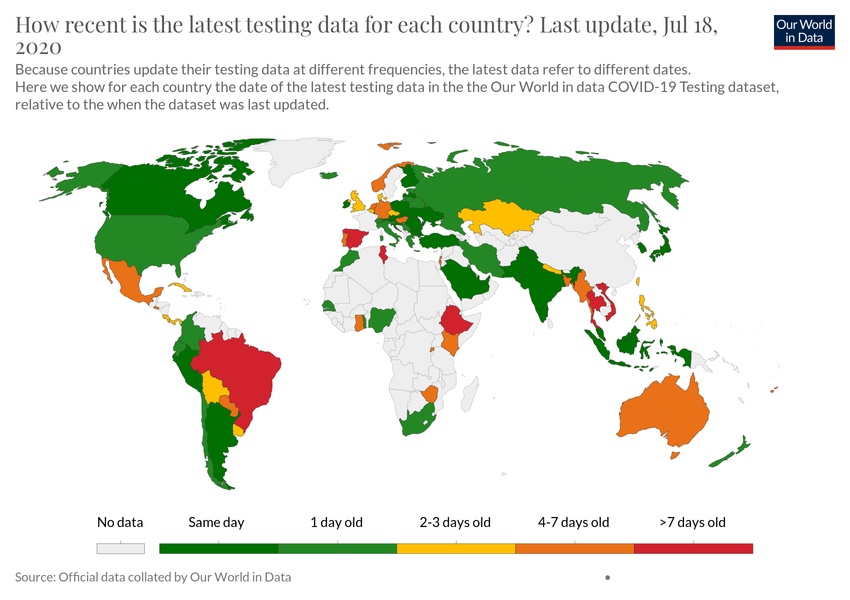 How recent is the latest testing data for each country? Last update, Jul 18,
2020
Our World
in Data
Because countries update their testing data at different frequencies, the latest data refer to different dates.
Here we show for each country the date of the latest testing data in the the Our World in data COVID-19 Testing dataset,
relative to the when the dataset was last updated.
No data
Same day
1 day old
2-3 days old
4-7 days old
>7 days old
Source: Official data collated by Our World in Data